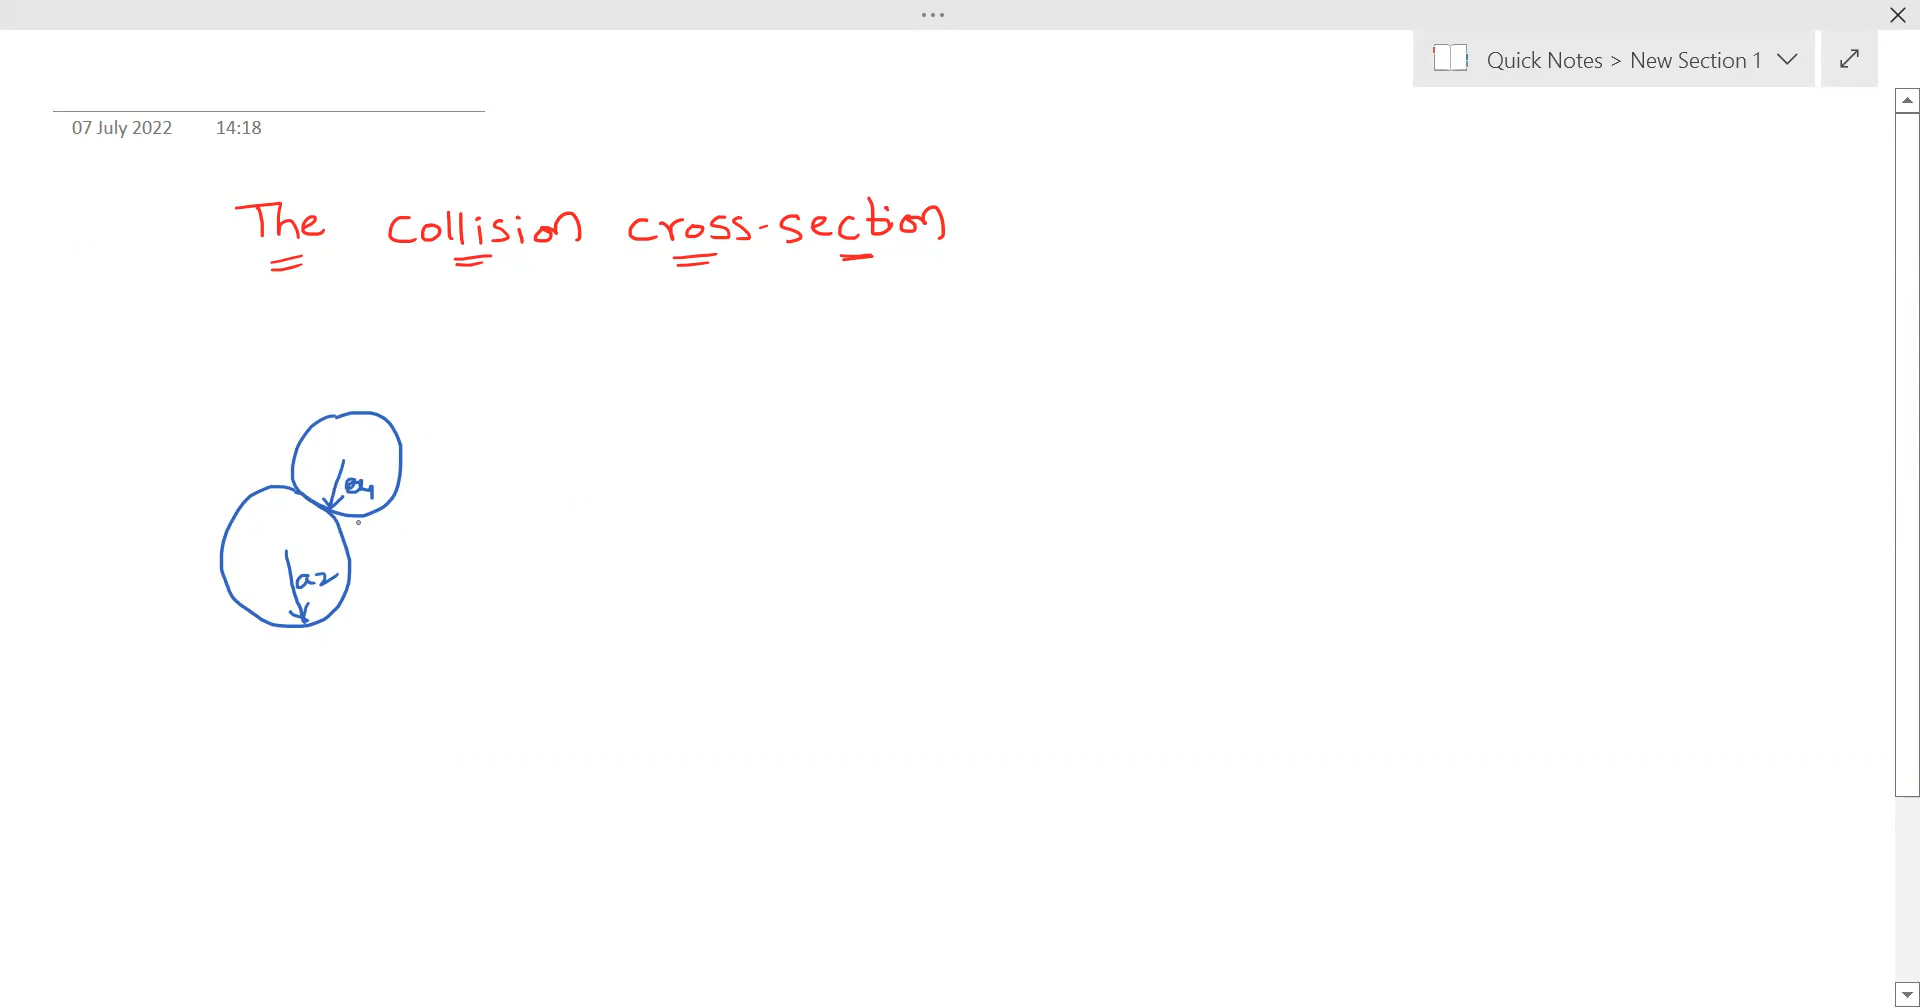 Quick Notes > New Section 1
07 July 2022 14:18
The collision cross-section
a1
a2